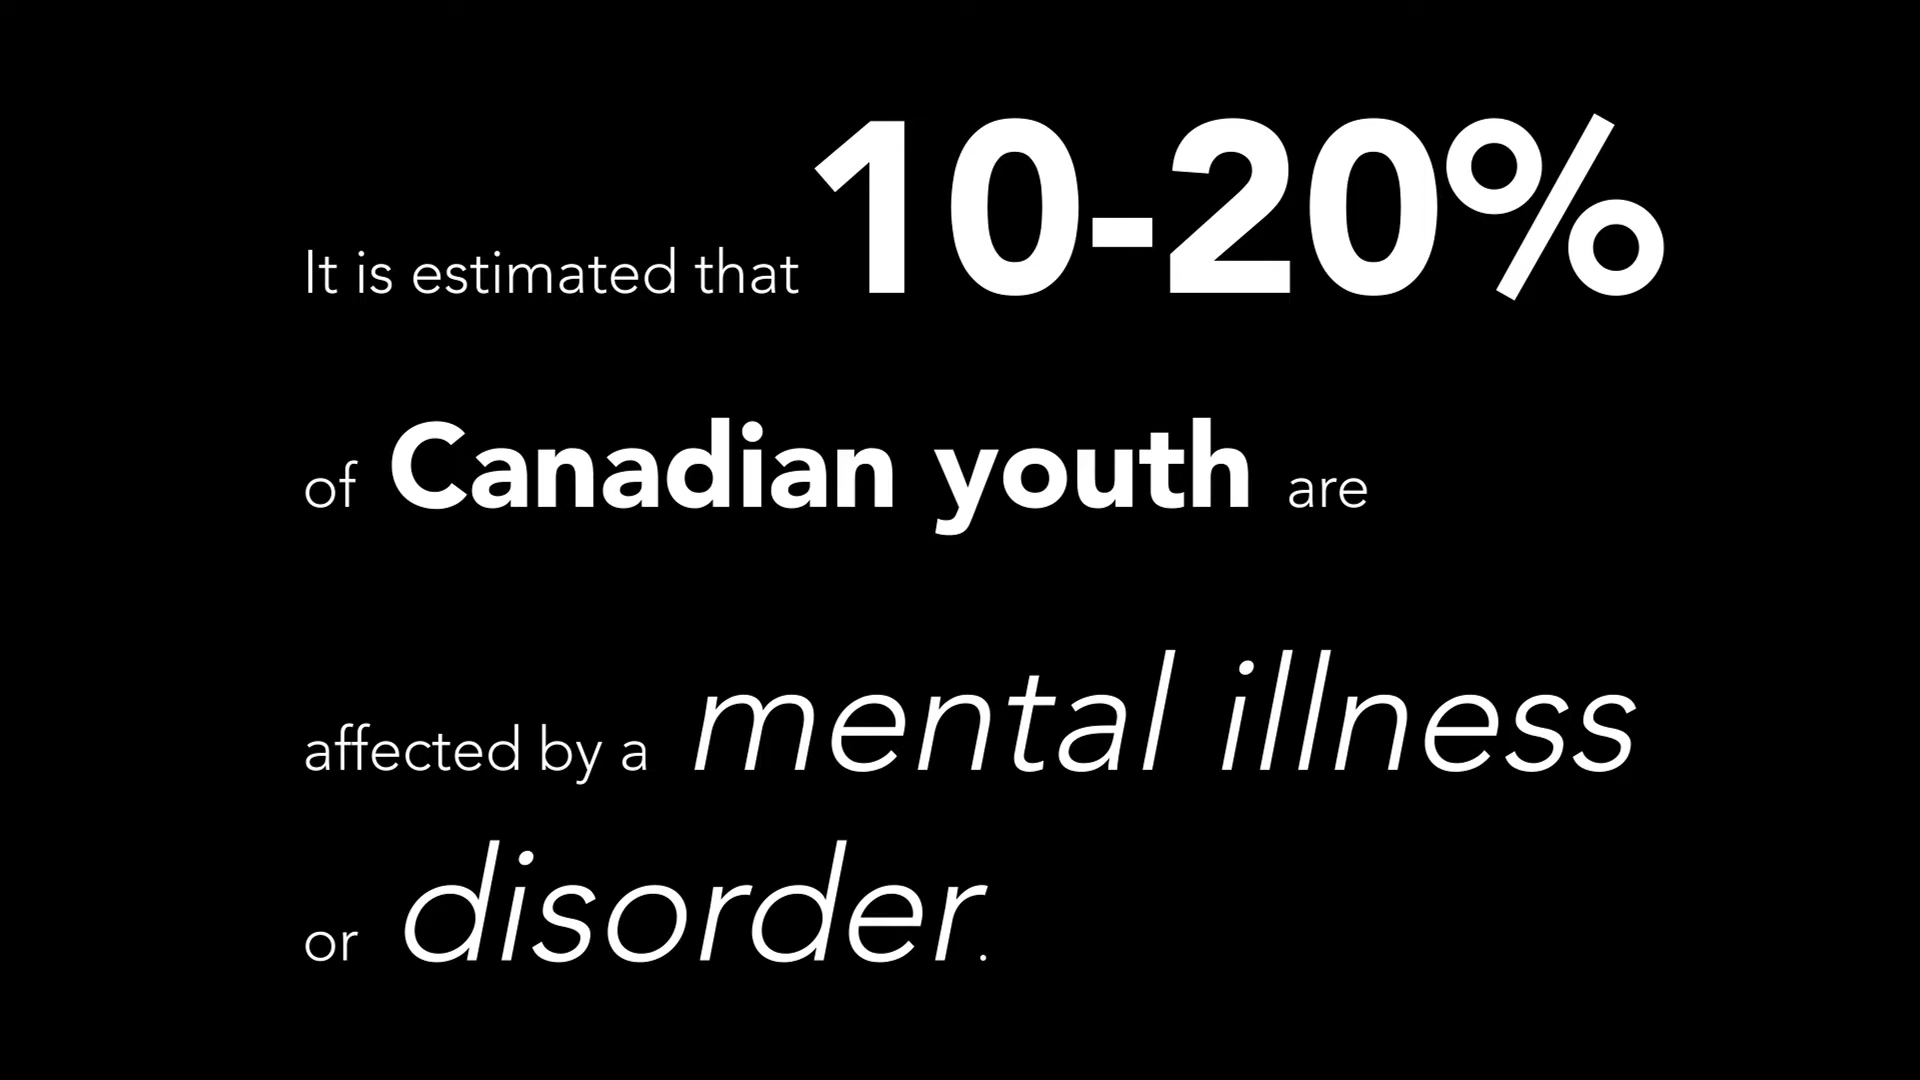 It is estimated that 10-20%
of Canadian youth are
affected by a mental illness
or disorder.